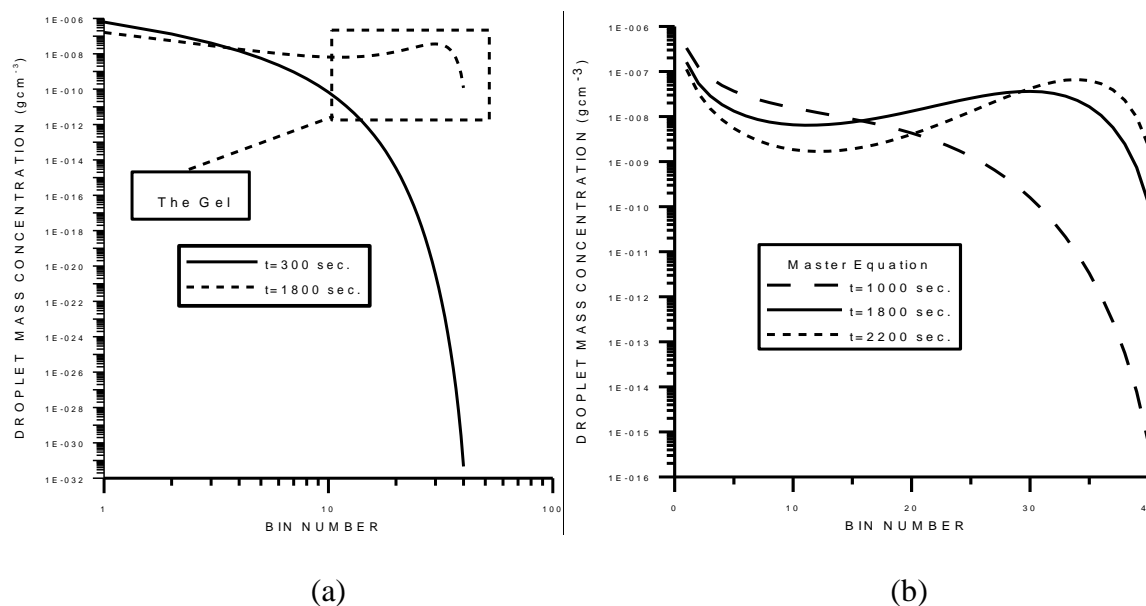 DROPLET MASS CONCENTRATION (gcm-3)
1E-006
1E-008
1E-010
1E-012
1E-014
1E-016
1E-018
1E-020
1E-022
1E-024
1E-026
1E-028
1E-030
1E-032
The Gel
t=300 sec.
t=1800 sec.
1 10 100
BIN NUMBER
(a)
DROPLET MASS CONCENTRATION (gcm-3)
1E-006
1E-007
1E-008
1E-009
1E-010
1E-011
1E-012
1E-013
1E-014
1E-015
1E-016
Master Equation
t=1000 sec.
t=1800 sec.
t=2200 sec.
0 10 20 30
BIN NUMBER
(b)